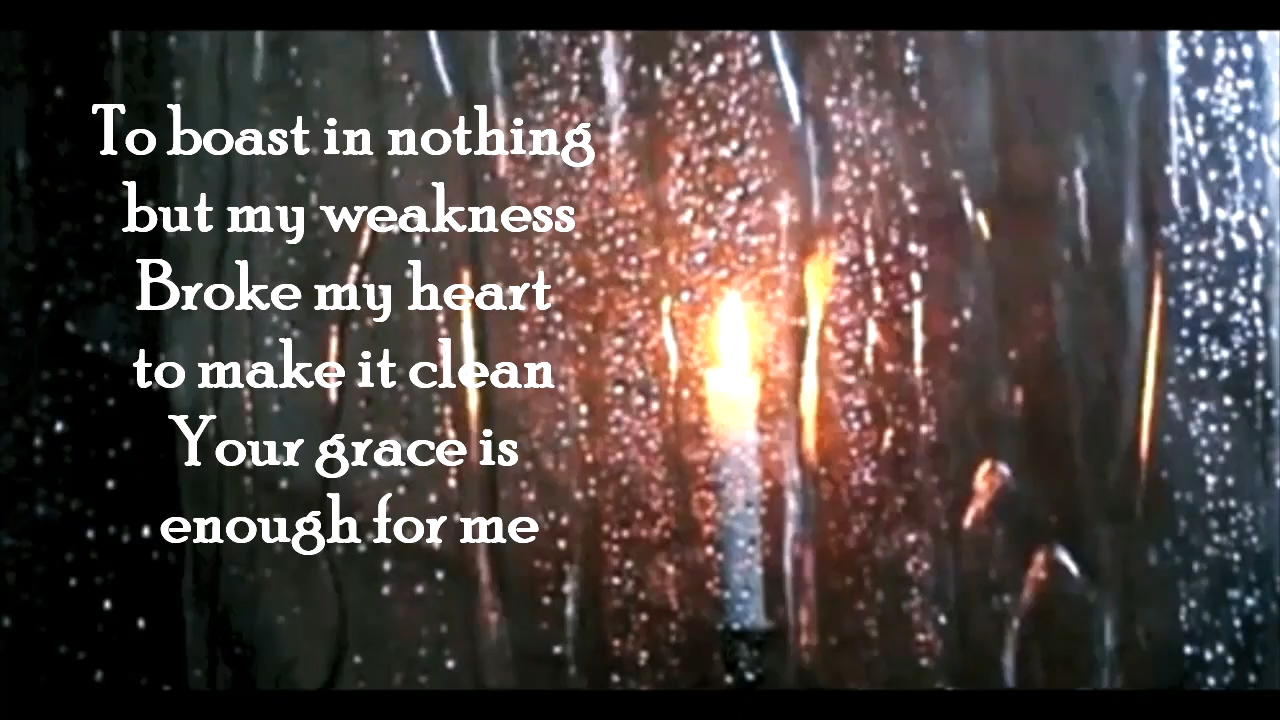 To boast in nothing
but my weakness
Broke my heart
to make it clean
Your grace is
enough for me